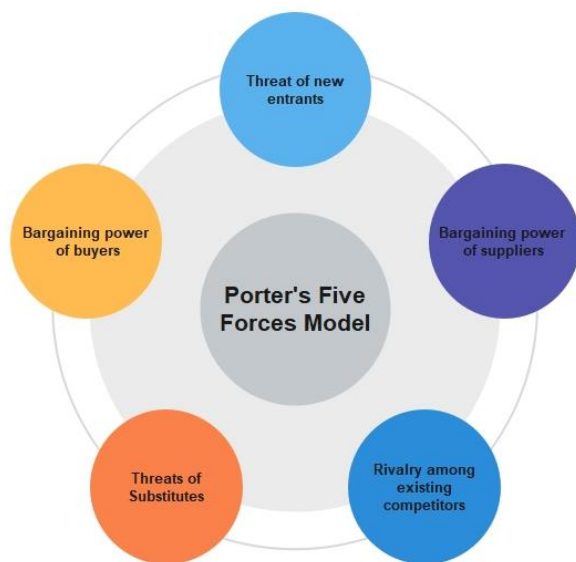 Threat of new
entrants
Bargaining power
of buyers
Bargaining power
of suppliers
Porter's Five
Forces Model
Threats of
Substitutes
Rivalry among
existing
competitors